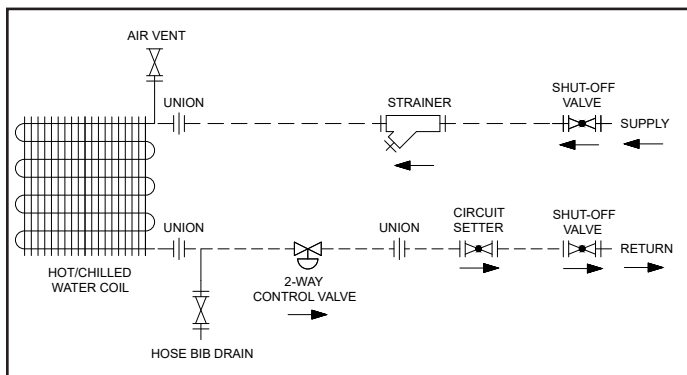 AIR VENT
UNION
STRAINER
SHUT-OFF
VALVE
SUPPLY
UNION
UNION
CIRCUIT
SETTER
SHUT-OFF
VALVE
RETURN
HOT/CHILLED
WATER COIL
2-WAY
CONTROL VALVE
HOSE BIB DRAIN